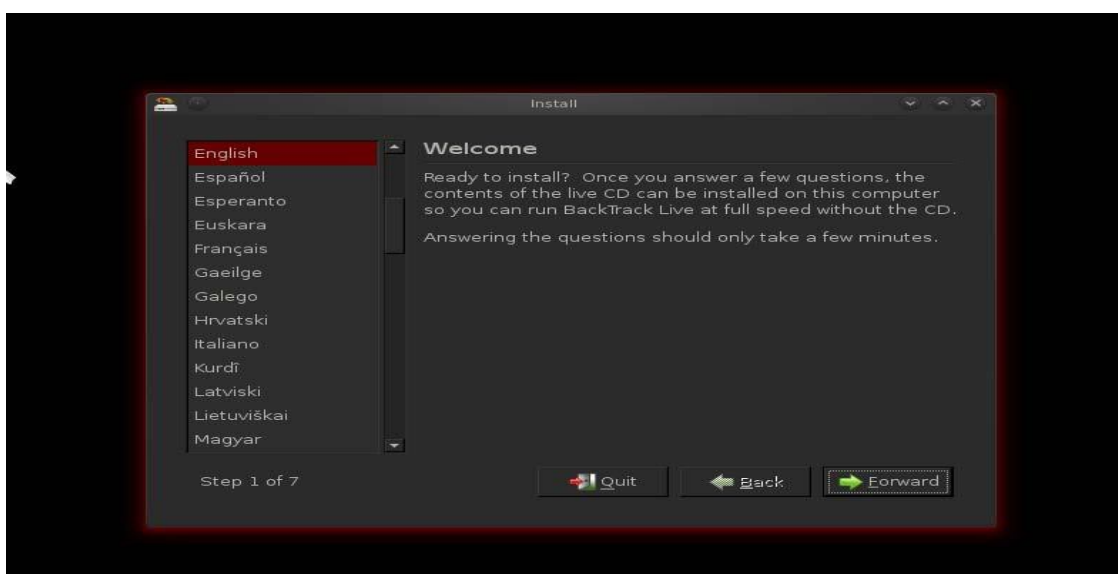 Install
English
Español
Esperanto
Euskara
Français
Gaeilge
Galego
Hrvatski
Italiano
Kurdî
Latviski
Lietuviškai
Magyar
Welcome
Ready to install? Once you answer a few questions, the
contents of the live CD can be installed on this computer
so you can run BackTrack Live at full speed without the CD.
Answering the questions should only take a few minutes.
Step 1 of 7
Quit
Back
Forward